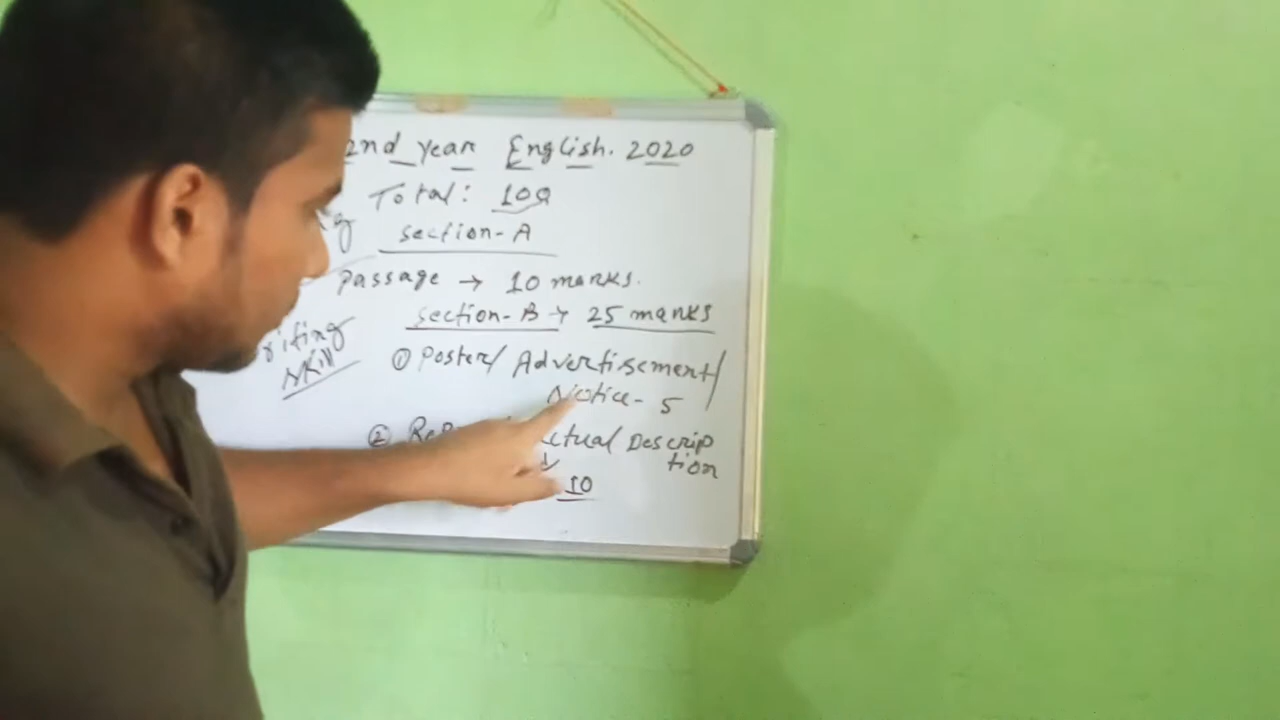 2nd year English. 2020
Total: 100
section-A
Passage → 10 marks.
section-B → 25 marks
skill
① Poster/ Advertisement/
Notice- 5
② Descrip
tion
10